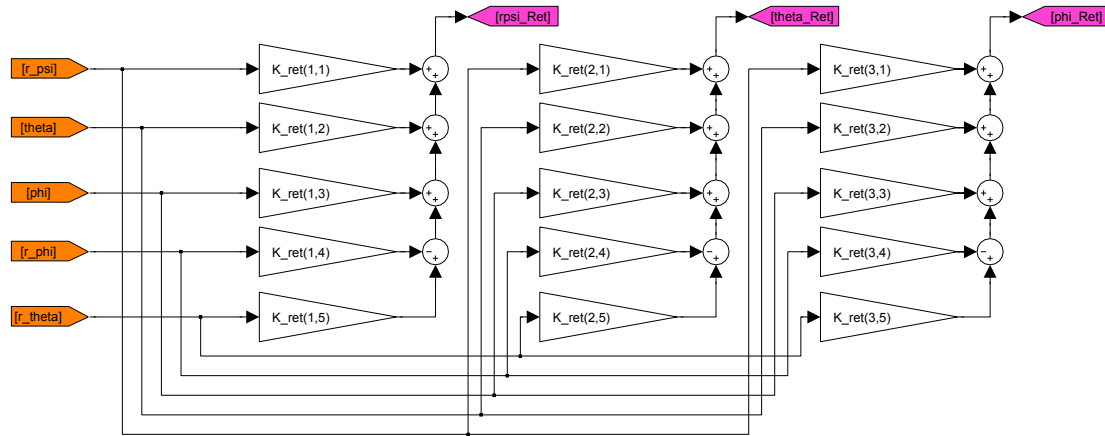 [rpsi_Ret] [theta_Ret] [phi_Ret]
[r_psi] K_ret(1,1) + + K_ret(2,1) + + K_ret(3,1) + +
[theta] K_ret(1,2) + + K_ret(2,2) + + K_ret(3,2) + +
[phi] K_ret(1,3) + + K_ret(2,3) + + K_ret(3,3) + +
[r_phi] K_ret(1,4) − + K_ret(2,4) − + K_ret(3,4) − +
[r_theta] K_ret(1,5) K_ret(2,5) K_ret(3,5)